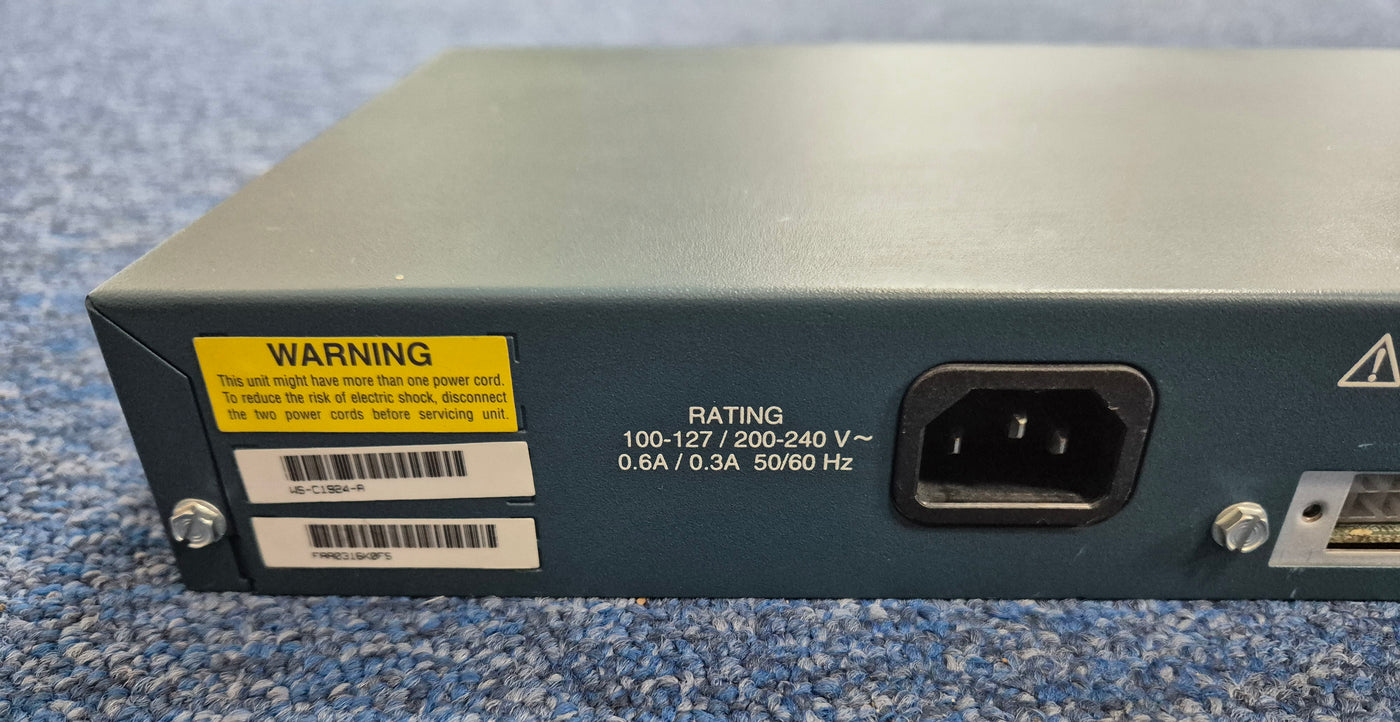 WARNING
This unit might have more than one power cord.
To reduce the risk of electric shock, disconnect
the two power cords before servicing unit.
WS-C1924-A
FAA0316K0FS
RATING
100-127 / 200-240 V~
0.6A / 0.3A 50/60 Hz